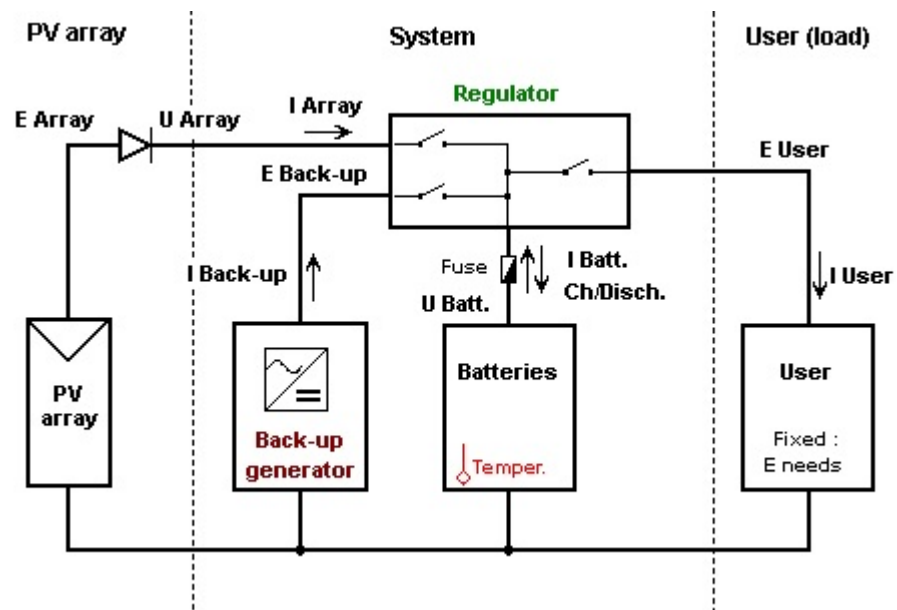 PV array
System
User (load)
Regulator
I Array
E Array
U Array
E Back-up
E User
I Back-up
Fuse
I Batt.
Ch/Disch.
U Batt.
I User
PV
array
Back-up
generator
Batteries
Temper.
User
Fixed :
E needs